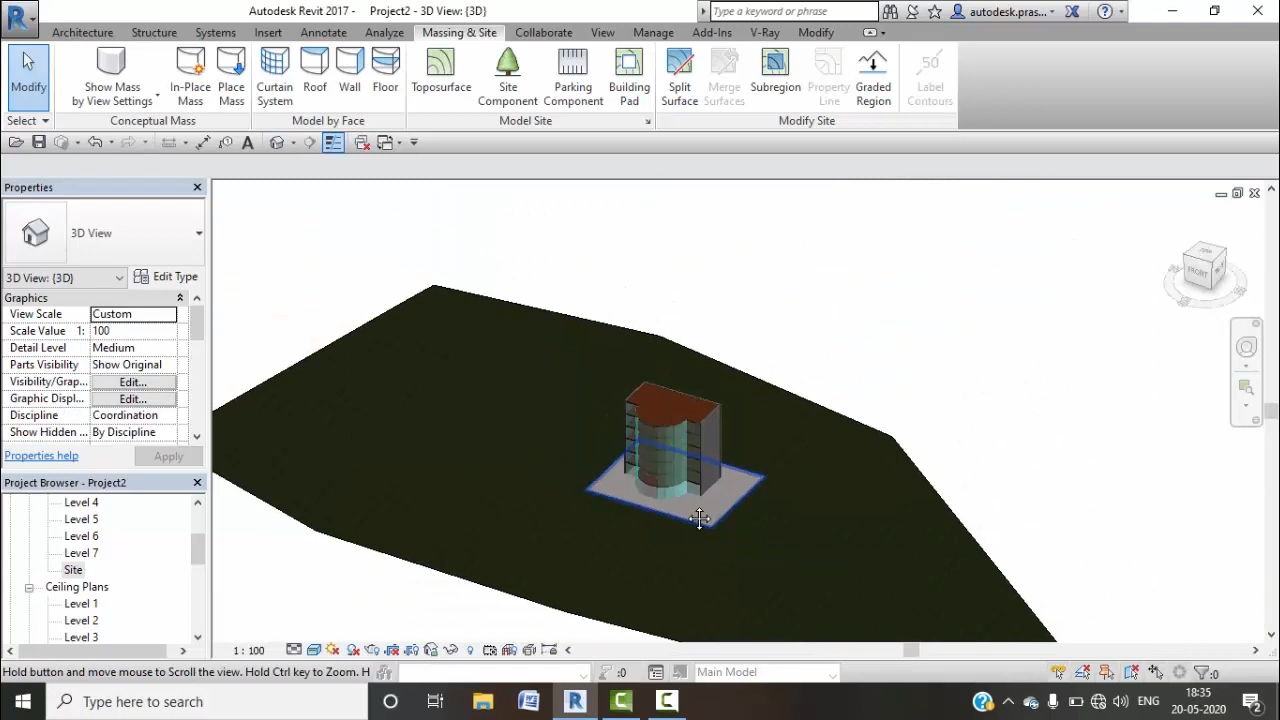 Autodesk Revit 2017 - Project2 - 3D View: {3D}
Type a keyword or phrase
autodesk.pras...
Architecture Structure Systems Insert Annotate Analyze Massing & Site Collaborate View Manage Add-Ins V-Ray Modify
Modify
Show Mass
by View Settings
In-Place
Mass
Place
Mass
Curtain
System
Roof
Wall
Floor
Toposurface
Site
Component
Parking
Component
Building
Pad
Split
Surface
Merge
Surfaces
Subregion
Property
Line
Graded
Region
50
Label
Contours
Select
Conceptual Mass
Model by Face
Model Site
Modify Site
Properties
3D View
3D View: {3D}
Edit Type
Graphics
View Scale Custom
Scale Value 1: 100
Detail Level Medium
Parts Visibility Show Original
Visibility/Grap... Edit...
Graphic Displ... Edit...
Discipline Coordination
Show Hidden ... By Discipline
Properties help
Apply
Project Browser - Project2
Level 4
Level 5
Level 6
Level 7
Site
Ceiling Plans
Level 1
Level 2
Level 3
FRONT
1 : 100
Hold button and move mouse to Scroll the view. Hold Ctrl key to Zoom. H
:0
Main Model
:0
Type here to search
ENG
18:35
20-05-2020
2